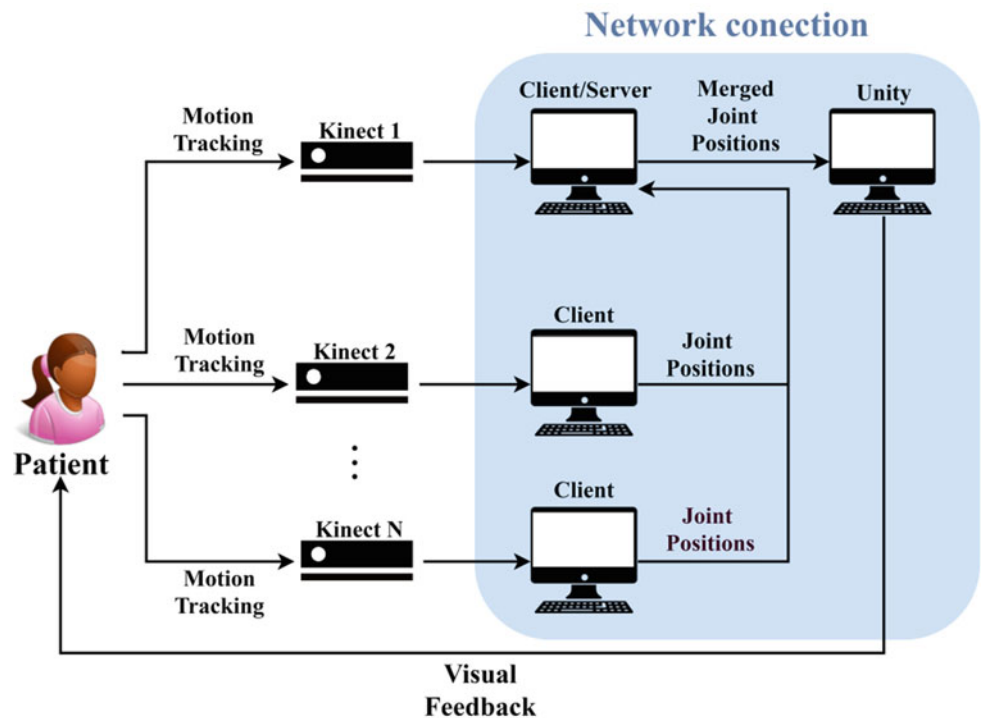 Network conection
Client/Server
Merged
Joint
Positions
Unity
Motion
Tracking
Kinect 1
Motion
Tracking
Kinect 2
Client
Joint
Positions
Patient
Kinect N
Client
Joint
Positions
Motion
Tracking
Visual
Feedback